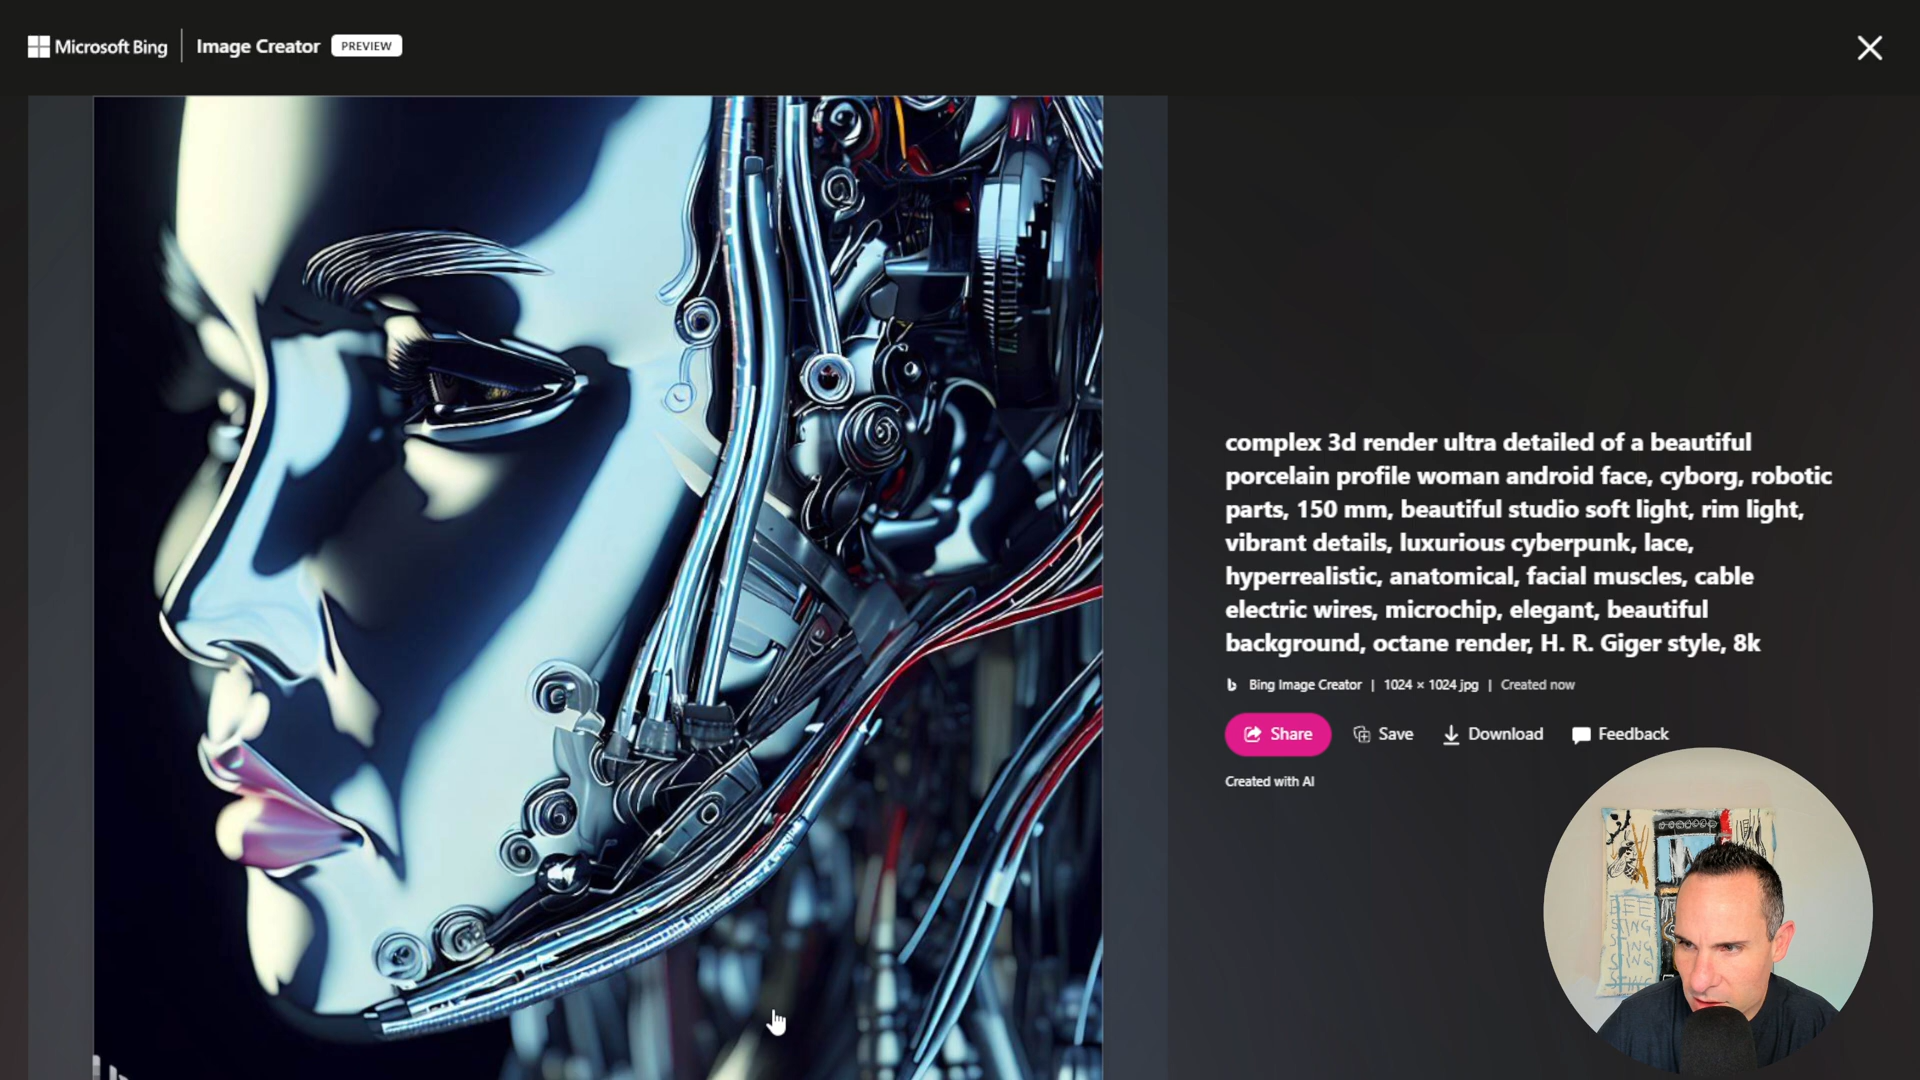 Microsoft Bing
Image Creator
PREVIEW
complex 3d render ultra detailed of a beautiful
porcelain profile woman android face, cyborg, robotic
parts, 150 mm, beautiful studio soft light, rim light,
vibrant details, luxurious cyberpunk, lace,
hyperrealistic, anatomical, facial muscles, cable
electric wires, microchip, elegant, beautiful
background, octane render, H. R. Giger style, 8k
Bing Image Creator | 1024 × 1024 jpg | Created now
Share
Save
Download
Feedback
Created with AI